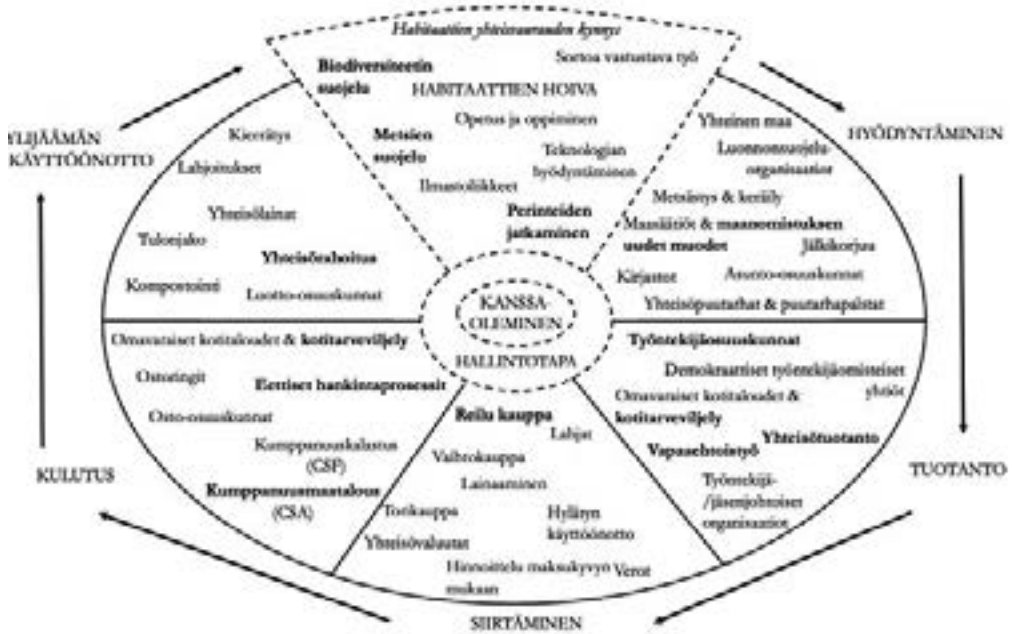 Habitaattien yhteisvaurauden kynnys
Sortoa vastustava työ
Biodiversiteetin
suojelu
HABITAATTIEN HOIVA
Opetus ja oppiminen
Metsien
suojelu
Teknologian
hyödyntäminen
Ilmastoliikkeet
Perinteiden
jatkaminen
HYÖDYNTÄMINEN
Yhteinen maa
Luonnonsuojelu-
organisaatiot
Metsästys & keräily
Maasäätiöt & maanomistuksen
uudet muodot
Jälkikorjuu
Kirjastot
Asunto-osuuskunnat
Yhteisöpuutarhat & puutarhapalstat
TUOTANTO
Työntekijäosuuskunnat
Demokraattiset työntekijäomisteiset
yhtiöt
Omavaraiset kotitaloudet &
kotitarveviljely
Yhteisötuotanto
Vapaaehtoistyö
Työntekijä-
/jäsenjohtoiset
organisaatiot
SIIRTÄMINEN
Reilu kauppa
Lahjat
Vaihtokauppa
Lainaaminen
Torikauppa
Hylätyn
käyttöönotto
Yhteisövaluutat
Hinnoittelu maksukyvyn
mukaan
Verot
KULUTUS
Omavaraiset kotitaloudet & kotitarveviljely
Ostoringit
Eettiset hankintaprosessit
Osto-osuuskunnat
Kumppanuuskalastus
(CSF)
Kumppanuusmaatalous
(CSA)
YLIJÄÄMÄN
KÄYTTÖÖNOTTO
Kierrätys
Lahjoitukset
Yhteisölainat
Tulonjako
Yhteisörahoitus
Kompostointi
Luotto-osuuskunnat
KANSSA-
OLEMINEN
HALLINTOTAPA